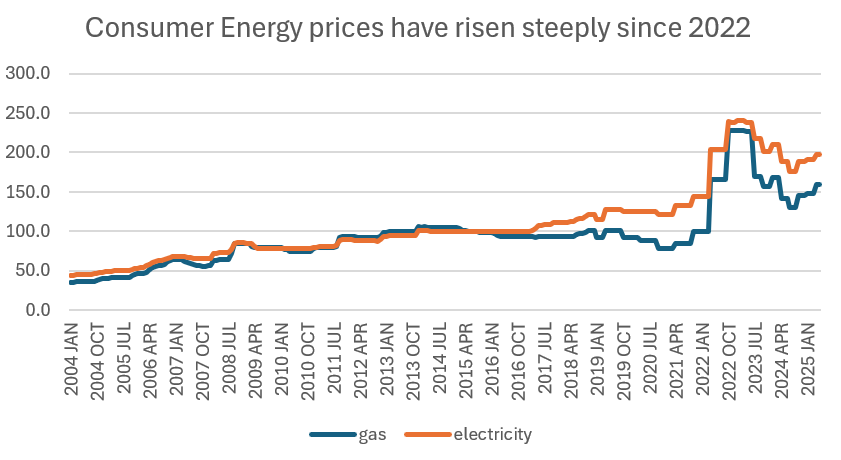 Consumer Energy prices have risen steeply since 2022
300.0
250.0
200.0
150.0
100.0
50.0
0.0
2004 JAN
2004 OCT
2005 JUL
2006 APR
2007 JAN
2007 OCT
2008 JUL
2009 APR
2010 JAN
2010 OCT
2011 JUL
2012 APR
2013 JAN
2013 OCT
2014 JUL
2015 APR
2016 JAN
2016 OCT
2017 JUL
2018 APR
2019 JAN
2019 OCT
2020 JUL
2021 APR
2022 JAN
2022 OCT
2023 JUL
2024 APR
2025 JAN
gas
electricity